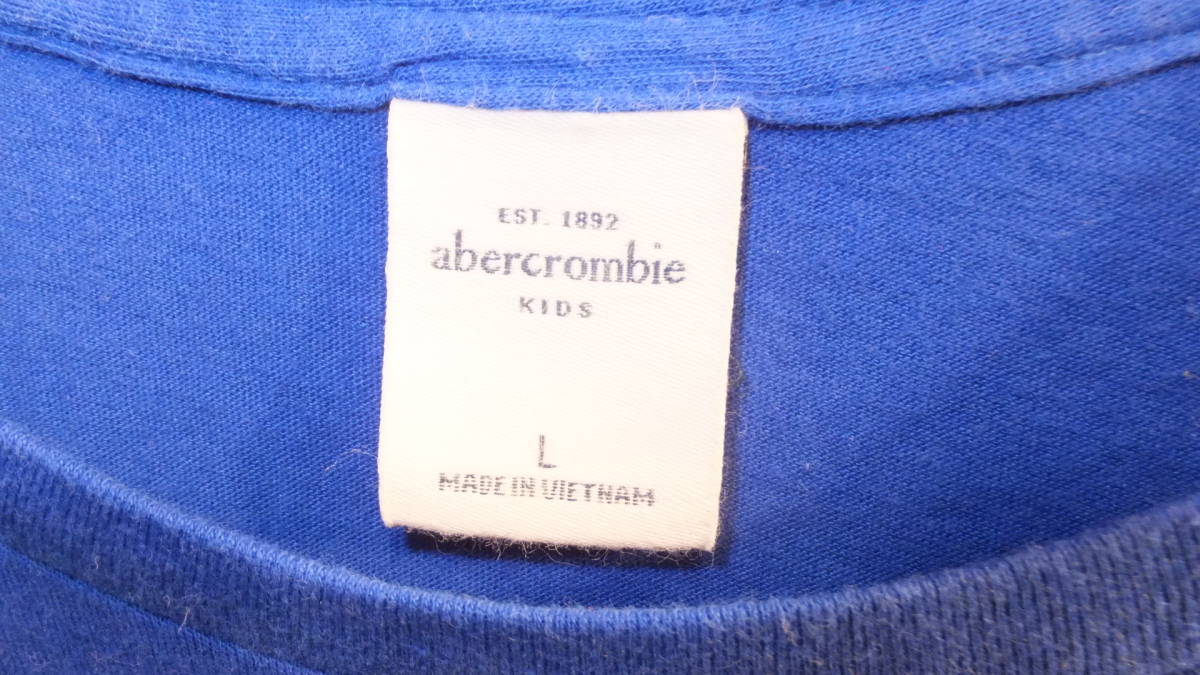 EST. 1892
abercrombie
KIDS
L
MADE IN VIETNAM